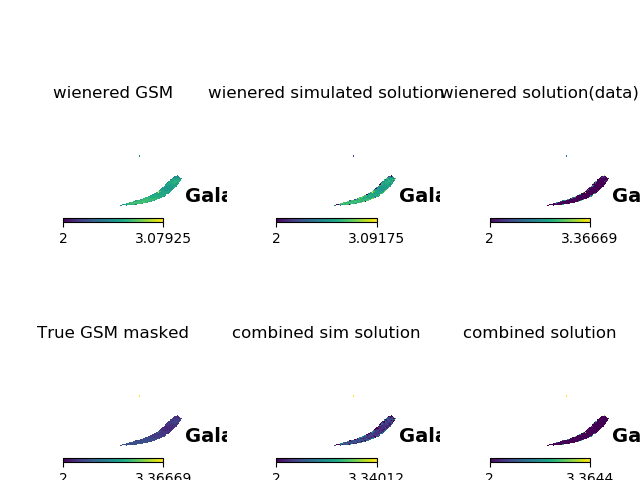 wienered GSM wienered simulated solution wienered solution(data)
Gala Gala Ga
2 3.07925 2 3.09175 2 3.36669
True GSM masked combined sim solution combined solution
Gala Gala Ga
2 3.36669 2 3.34012 2 3.3644